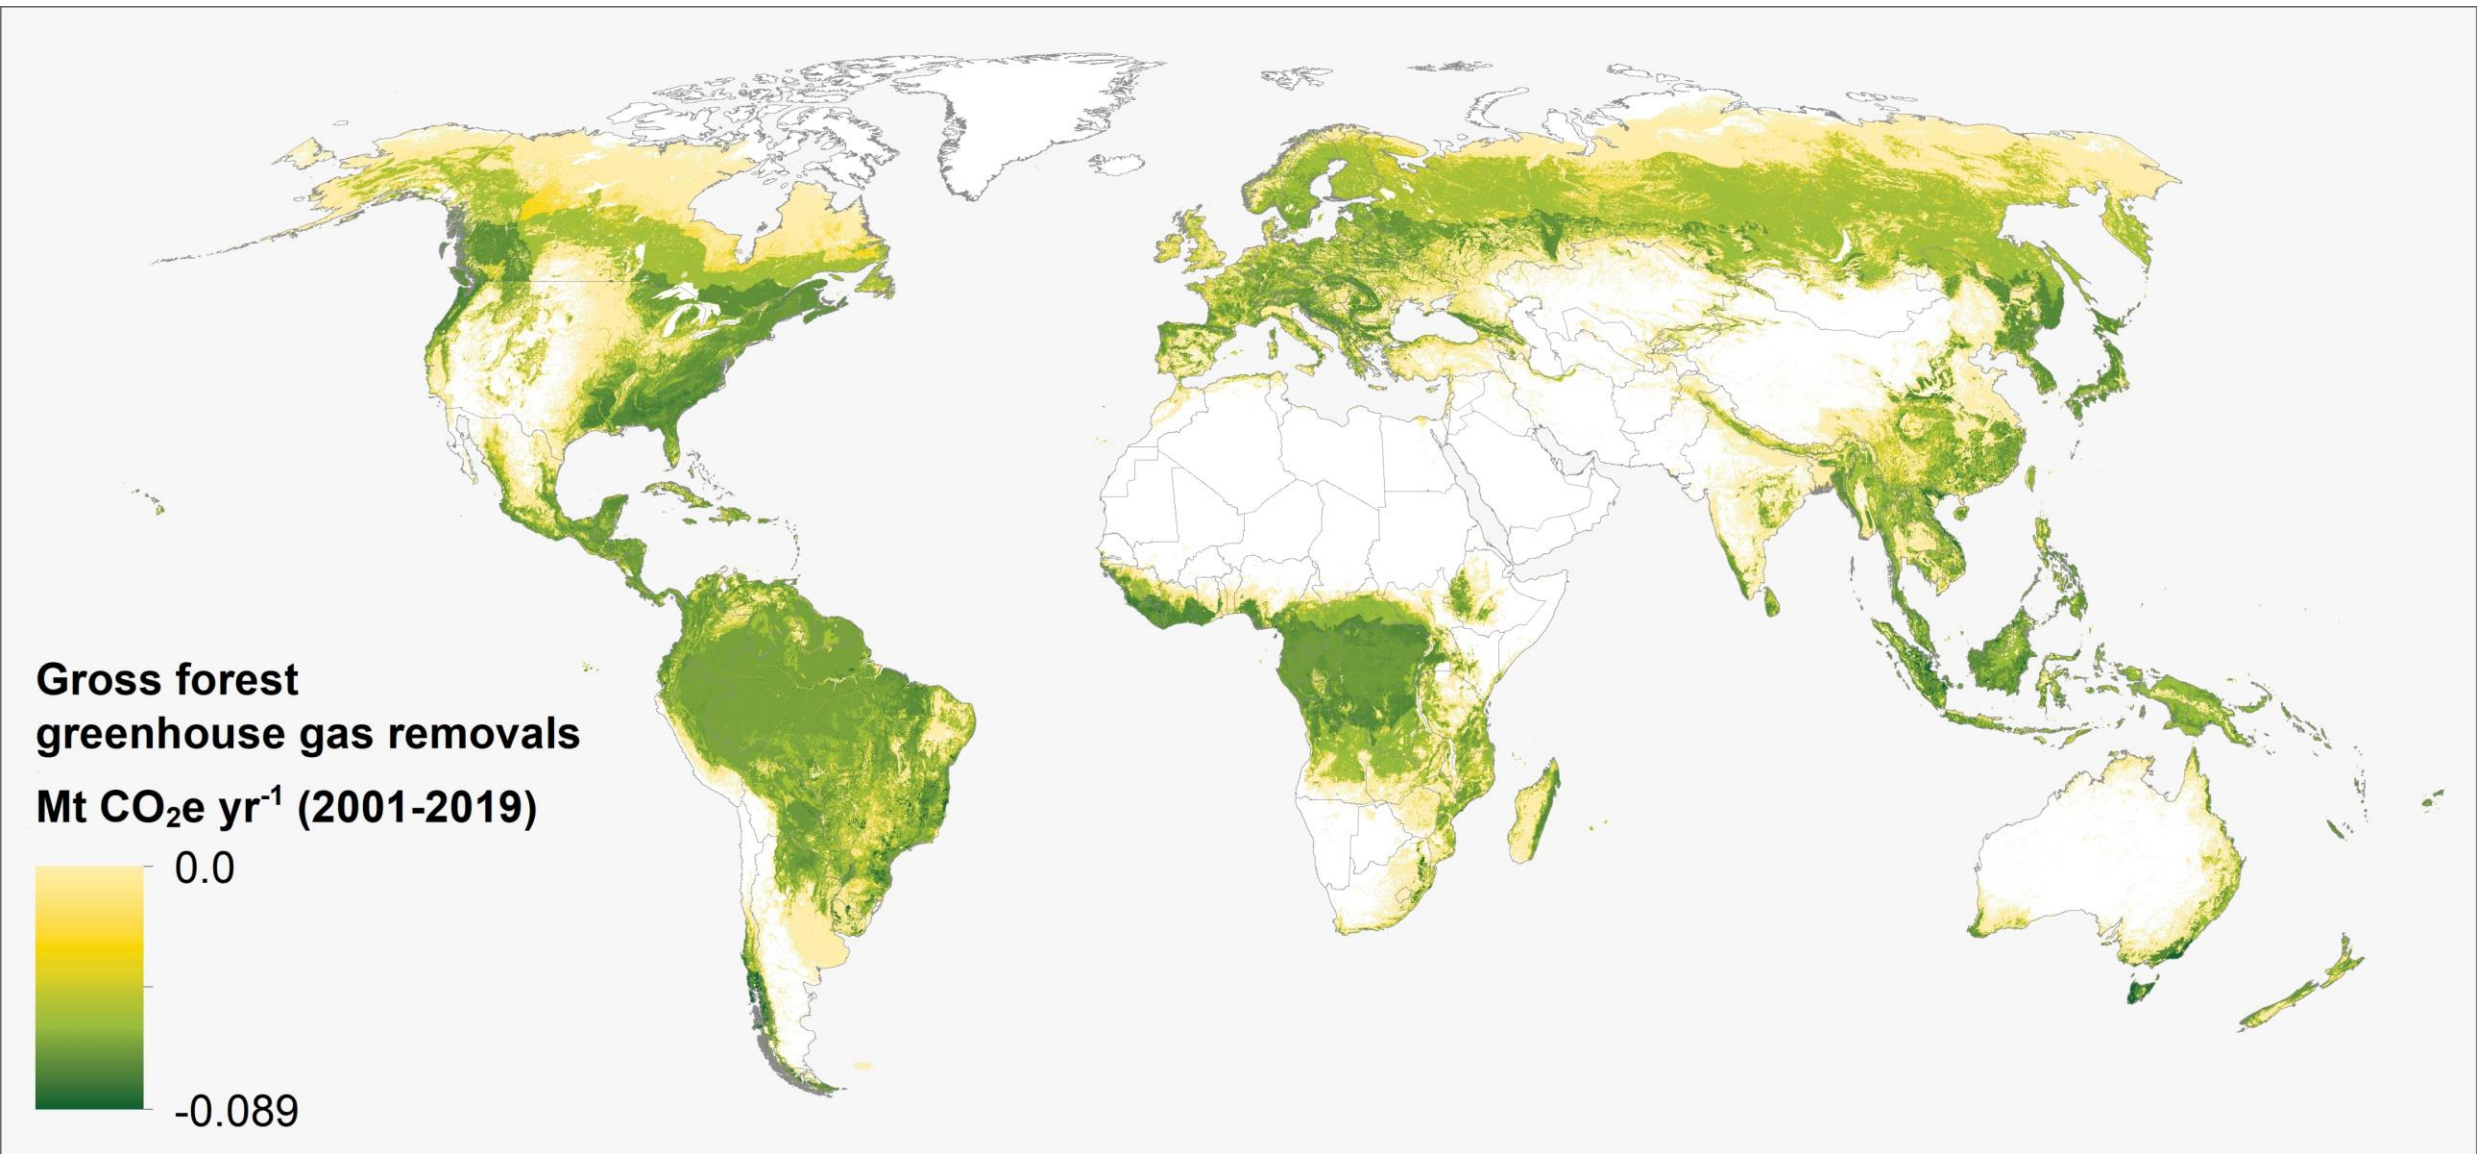 Gross forest
greenhouse gas removals
Mt CO₂e yr⁻¹ (2001-2019)
0.0
-0.089